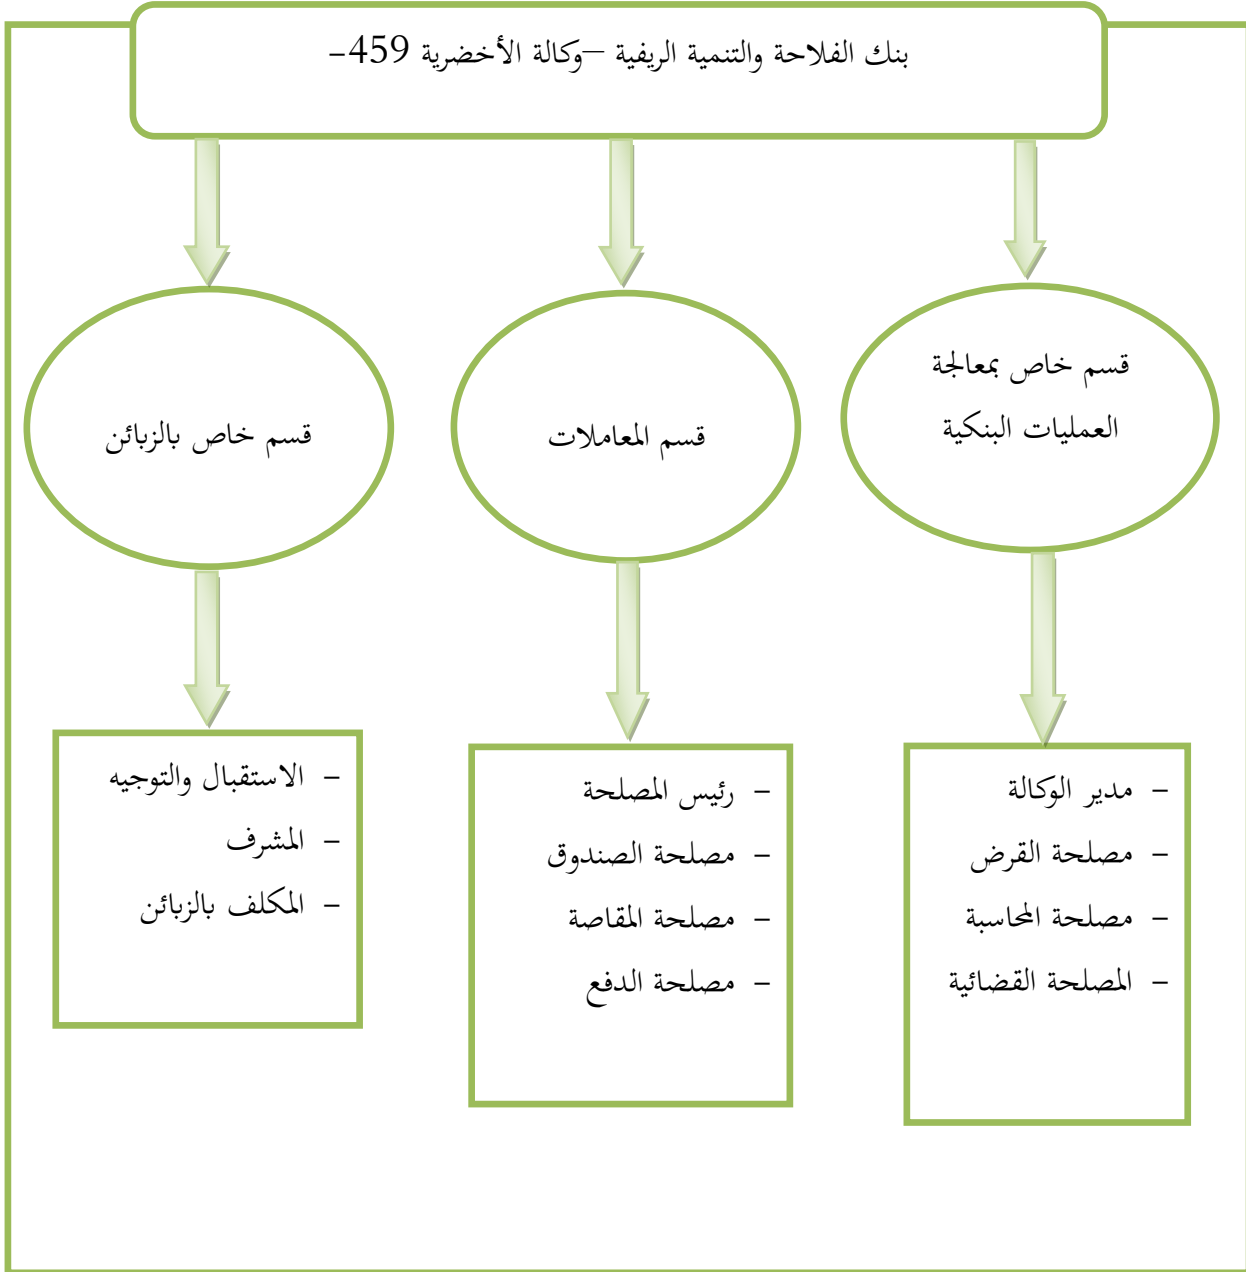 بنك الفلاحة والتنمية الريفية –وكالة الأخضرية 459-
قسم خاص بمعالجة
العمليات البنكية
قسم المعاملات
قسم خاص بالزبائن
- مدير الوكالة
- مصلحة القرض
- مصلحة المحاسبة
- المصلحة القضائية
- رئيس المصلحة
- مصلحة الصندوق
- مصلحة المقاصة
- مصلحة الدفع
- الاستقبال والتوجيه
- المشرف
- المكلف بالزبائن